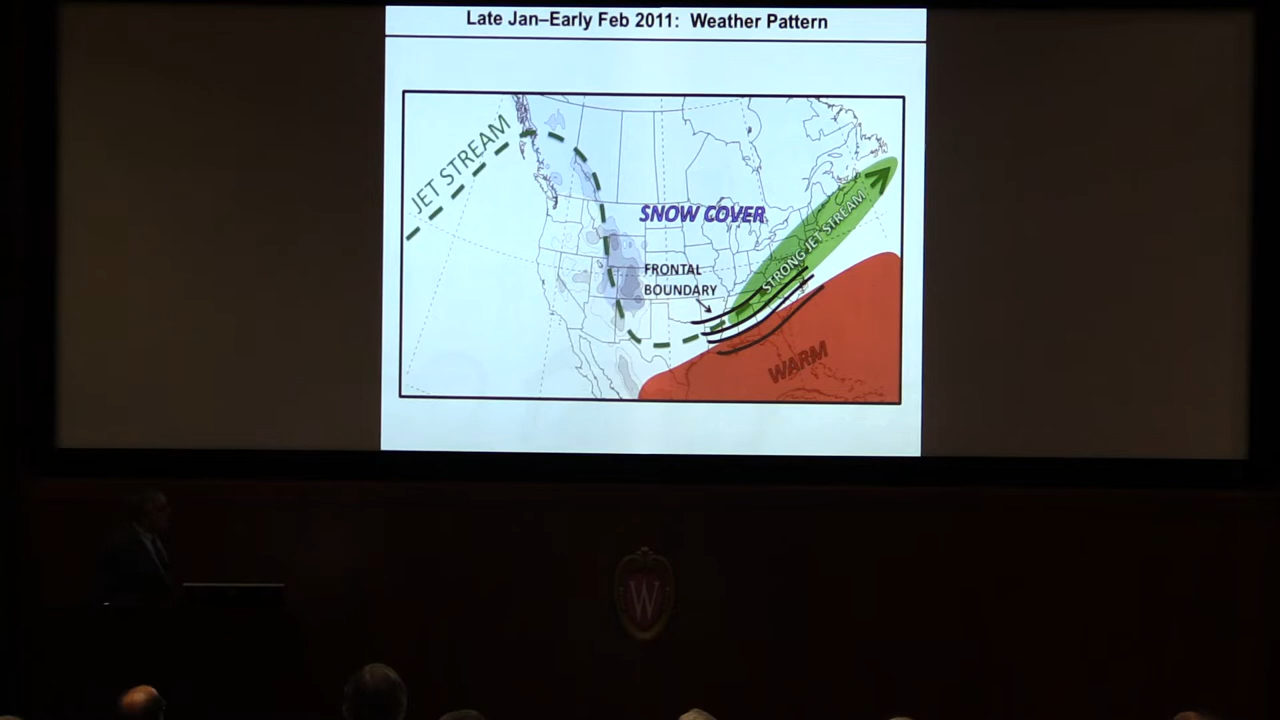 Late Jan–Early Feb 2011: Weather Pattern
JET STREAM
SNOW COVER
FRONTAL
BOUNDARY
STRONG JET STREAM
WARM
W